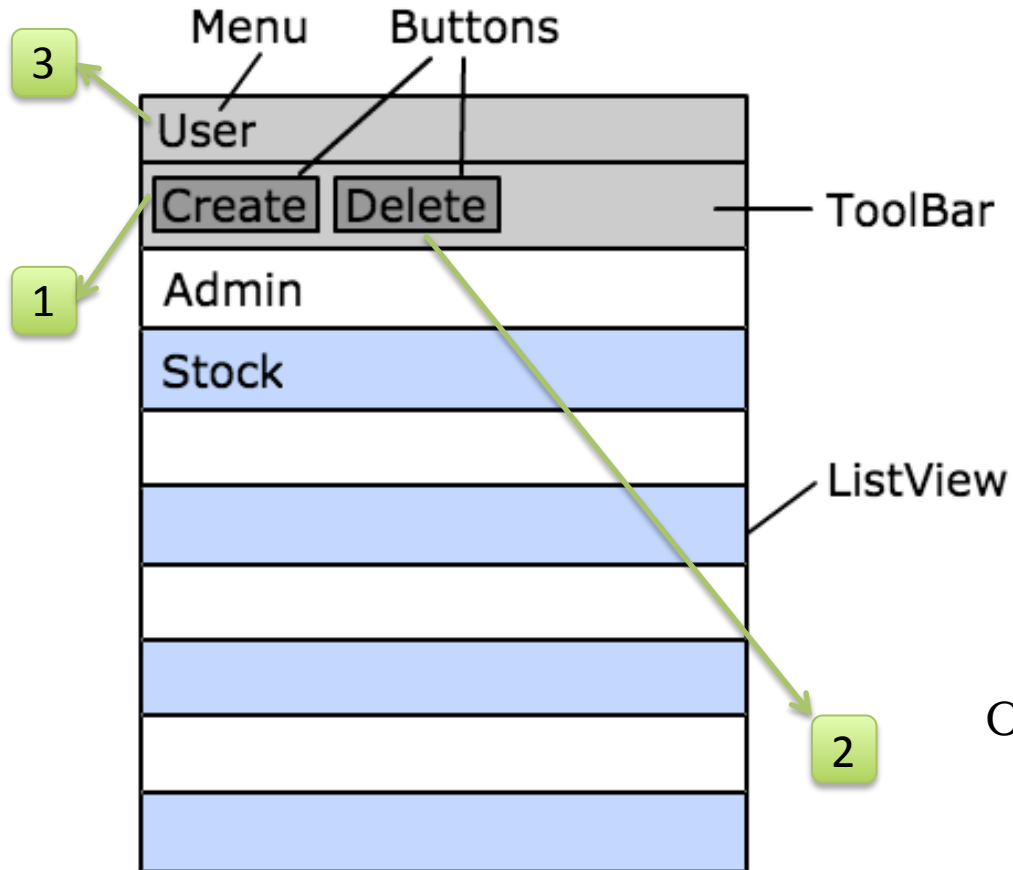 Menu Buttons
3
User
Create Delete
ToolBar
1
Admin
Stock
ListView
2